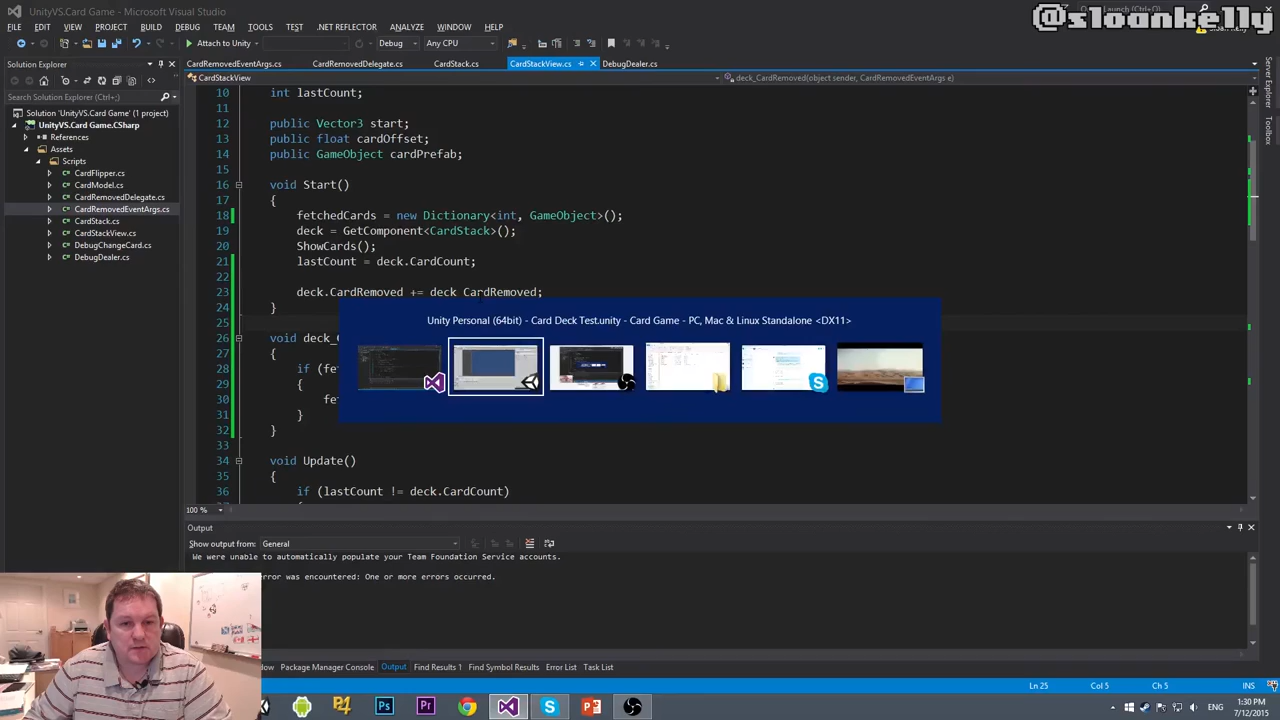 UnityVS.Card Game - Microsoft Visual Studio
@sloankelly
FILE EDIT VIEW PROJECT BUILD DEBUG TEAM TOOLS TEST .NET REFLECTOR ANALYZE WINDOW HELP
Attach to Unity Debug Any CPU
Solution Explorer
CardRemovedEventArgs.cs CardRemovedDelegate.cs CardStack.cs CardStackView.cs DebugDealer.cs
CardStackView deck_CardRemoved(object sender, CardRemovedEventArgs e)
Search Solution Explorer (Ctrl+;)
Solution 'UnityVS.Card Game' (1 project)
UnityVS.Card Game.CSharp
References
Assets
Scripts
CardFlipper.cs
CardModel.cs
CardRemovedDelegate.cs
CardRemovedEventArgs.cs
CardStack.cs
CardStackView.cs
DebugChangeCard.cs
DebugDealer.cs
10 int lastCount;
11
12 public Vector3 start;
13 public float cardOffset;
14 public GameObject cardPrefab;
15
16 void Start()
17 {
18 fetchedCards = new Dictionary<int, GameObject>();
19 deck = GetComponent<CardStack>();
20 ShowCards();
21 lastCount = deck.CardCount;
22
23 deck.CardRemoved += deck_CardRemoved;
24 }
25
26 void deck_
27 {
28 if (fe
29 {
30 fe
31 }
32 }
33
34 void Update()
35 {
36 if (lastCount != deck.CardCount)
Unity Personal (64bit) - Card Deck Test.unity - Card Game - PC, Mac & Linux Standalone <DX11>
Server Explorer
Toolbox
100 %
Output
Show output from: General
We were unable to automatically populate your Team Foundation Service accounts.
error was encountered: One or more errors occurred.
Package Manager Console Output Find Results 1 Find Symbol Results Error List Task List
Ln 25 Col 5 Ch 5 INS
Ps Pr
ENG
1:30 PM
7/12/2015